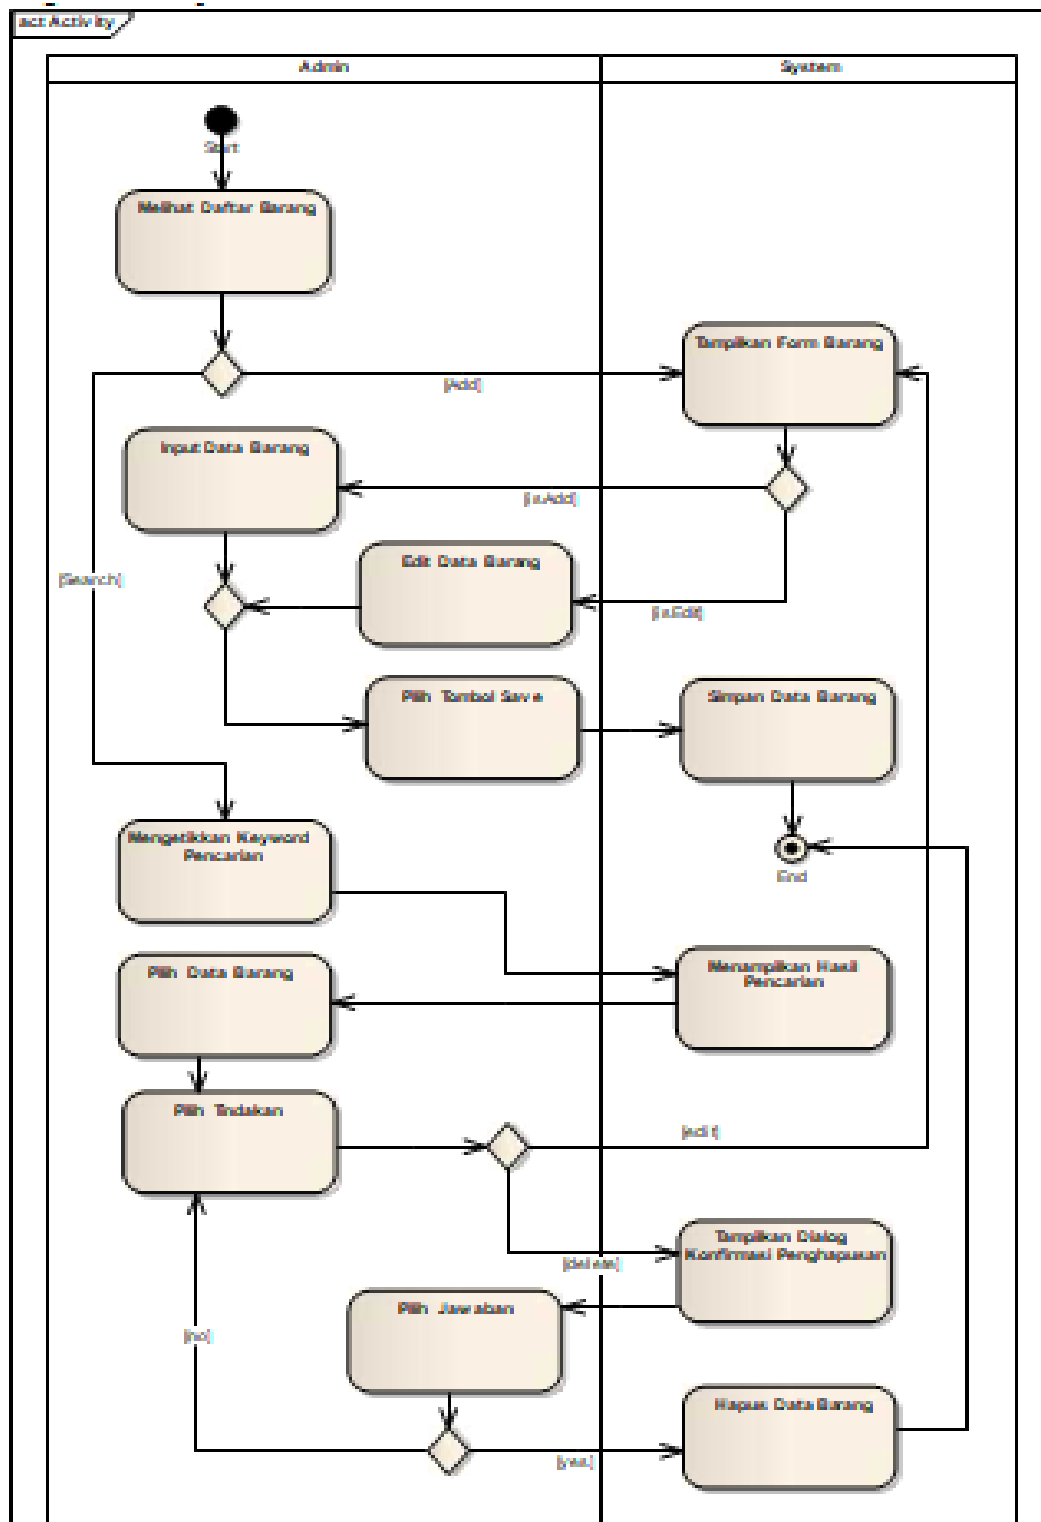 act Activity
Admin
System
Start
Melihat Daftar Barang
Tampilkan Form Barang
[Add]
Input Data Barang
[isAdd]
Edit Data Barang
[Search]
[isEdit]
Pilih Tombol Save
Simpan Data Barang
Mengetikkan Keyword
Pencarian
End
Pilih Data Barang
Menampilkan Hasil
Pencarian
Pilih Tindakan
[edit]
Tampilkan Dialog
Konfirmasi Penghapusan
[delete]
Pilih Jawaban
[no]
Hapus Data Barang
[yes]